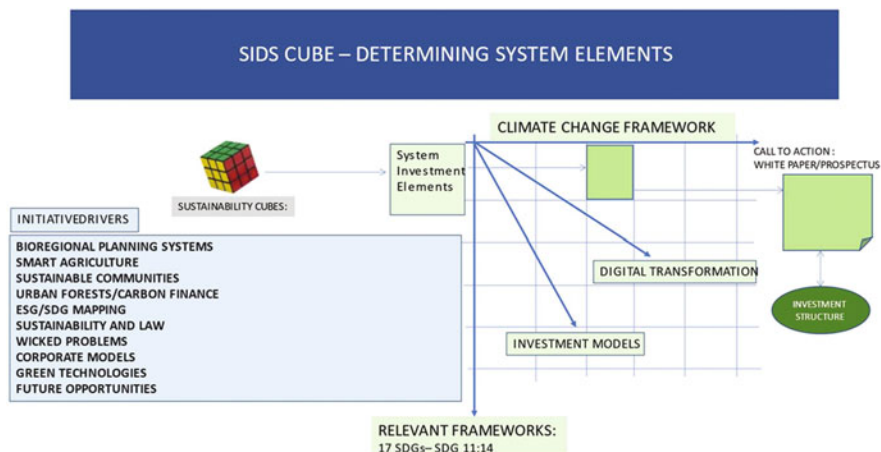 SIDS CUBE – DETERMINING SYSTEM ELEMENTS
CLIMATE CHANGE FRAMEWORK
CALL TO ACTION :
WHITE PAPER/PROSPECTUS
System
Investment
Elements
SUSTAINABILITY CUBES:
INITIATIVEDRIVERS
BIOREGIONAL PLANNING SYSTEMS
SMART AGRICULTURE
SUSTAINABLE COMMUNITIES
URBAN FORESTS/CARBON FINANCE
ESG/SDG MAPPING
SUSTAINABILITY AND LAW
WICKED PROBLEMS
CORPORATE MODELS
GREEN TECHNOLOGIES
FUTURE OPPORTUNITIES
DIGITAL TRANSFORMATION
INVESTMENT
STRUCTURE
INVESTMENT MODELS
RELEVANT FRAMEWORKS:
17 SDGs– SDG 11:14